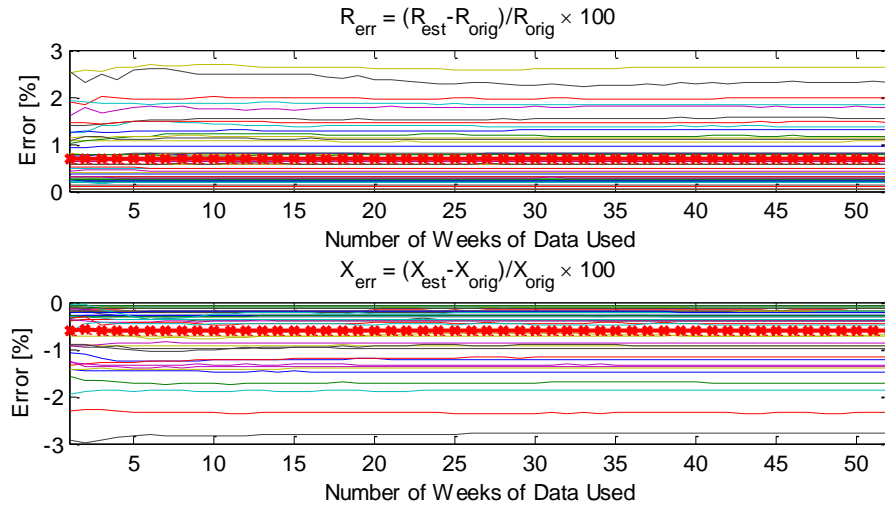 R_err = (R_est-R_orig)/R_orig × 100
3
2
1
0
Error [%]
5 10 15 20 25 30 35 40 45 50
Number of Weeks of Data Used
X_err = (X_est-X_orig)/X_orig × 100
0
-1
-2
-3
Error [%]
5 10 15 20 25 30 35 40 45 50
Number of Weeks of Data Used